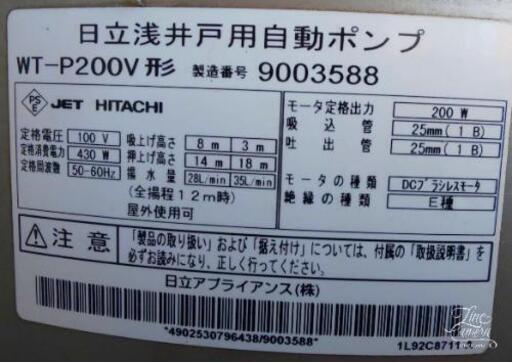 日立浅井戸用自動ポンプ
WT-P200V形 製造番号 9003588
PS E JET HITACHI
定格電圧 100 V 吸上げ高さ 8 m 3 m
定格消費電力 430 W 押上げ高さ 14 m 18 m
定格周波数 50-60Hz 揚水量 28L/min 35L/min
(全揚程12m時)
屋外使用可
モータ定格出力 200 W
吸込管 25mm(1B)
吐出管 25mm(1B)
モータの種類 DCブラシレスモータ
絶縁の種類 E種
注意 「製品の取り扱い」および「据え付け」については、付属の「取扱説明書」を
必ずお読みになり、正しく行ってください。
日立アプライアンス(株)
*4902530796438/9003588*
1L92C871
Line Camera